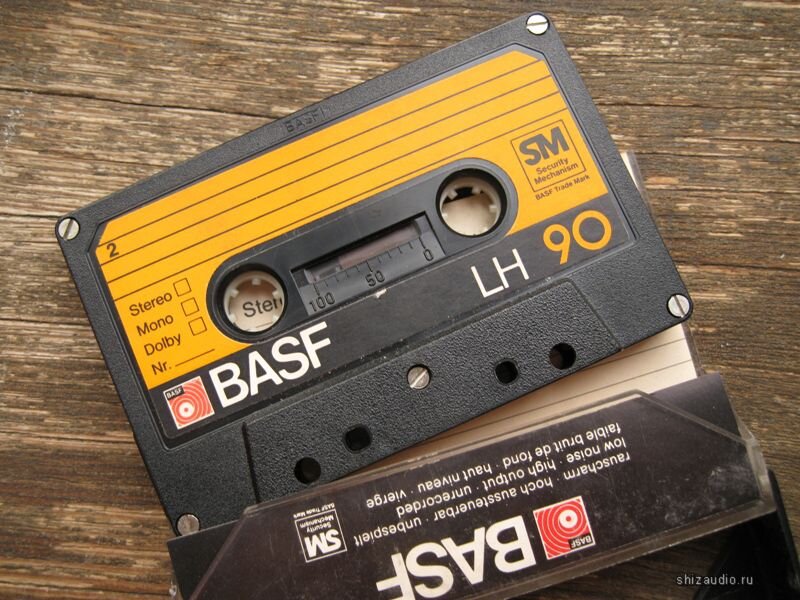 BASF
2
SM
Security
Mechanism
BASF Trade Mark
Stereo
Mono
Dolby
Nr.
Ster
100 50 0
LH 90
BASF
BASF
rauscharm · hoch aussteuerbar · unbespielt
low noise · high output · unrecorded
faible bruit de fond · haut niveau · vierge
BASF
BASF
SM
Security
Mechanism
BASF Trade Mark
shizaudio.ru